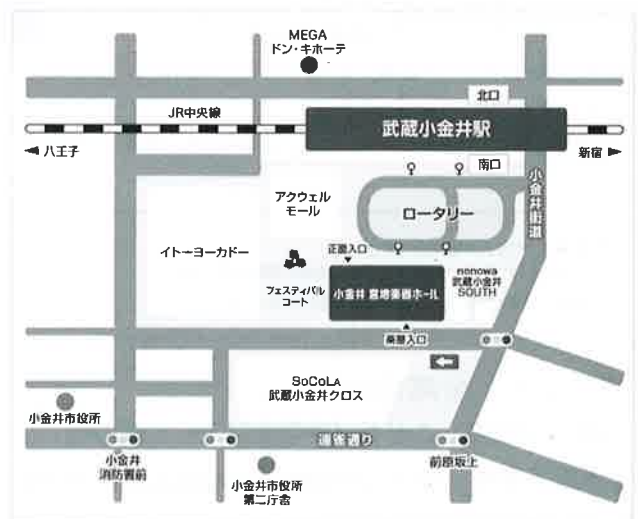 MEGA
ドン・キホーテ
北口
JR中央線
武蔵小金井駅
八王子
新宿
南口
小金井街道
アクウェル
モール
ロータリー
イトーヨーカドー
正面入口
フェスティバル
コート
小金井 宮地楽器ホール
nonowa
武蔵小金井
SOUTH
楽屋入口
SOCOLA
武蔵小金井クロス
小金井市役所
連雀通り
小金井
消防署前
前原坂上
小金井市役所
第二庁舎